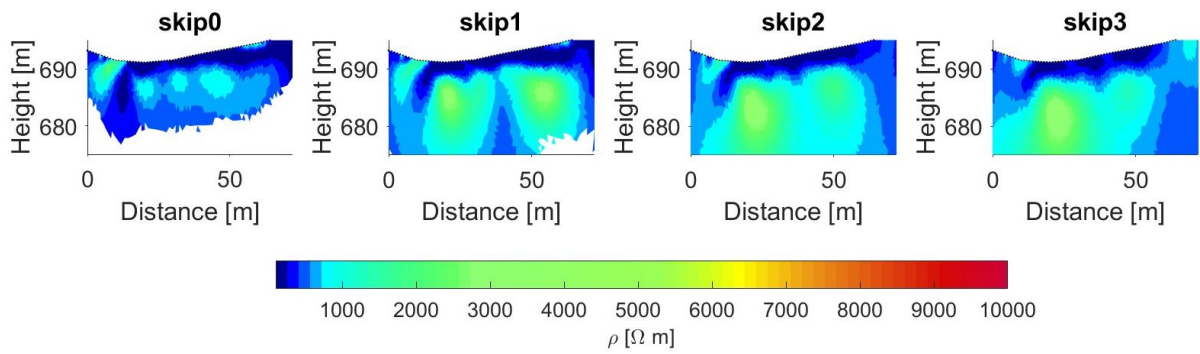 skip0
Height [m]
690
680
0
50
Distance [m]
skip1
Height [m]
690
680
0
50
Distance [m]
skip2
Height [m]
690
680
0
50
Distance [m]
skip3
Height [m]
690
680
0
50
Distance [m]
1000 2000 3000 4000 5000 6000 7000 8000 9000 10000
ρ [Ω m]